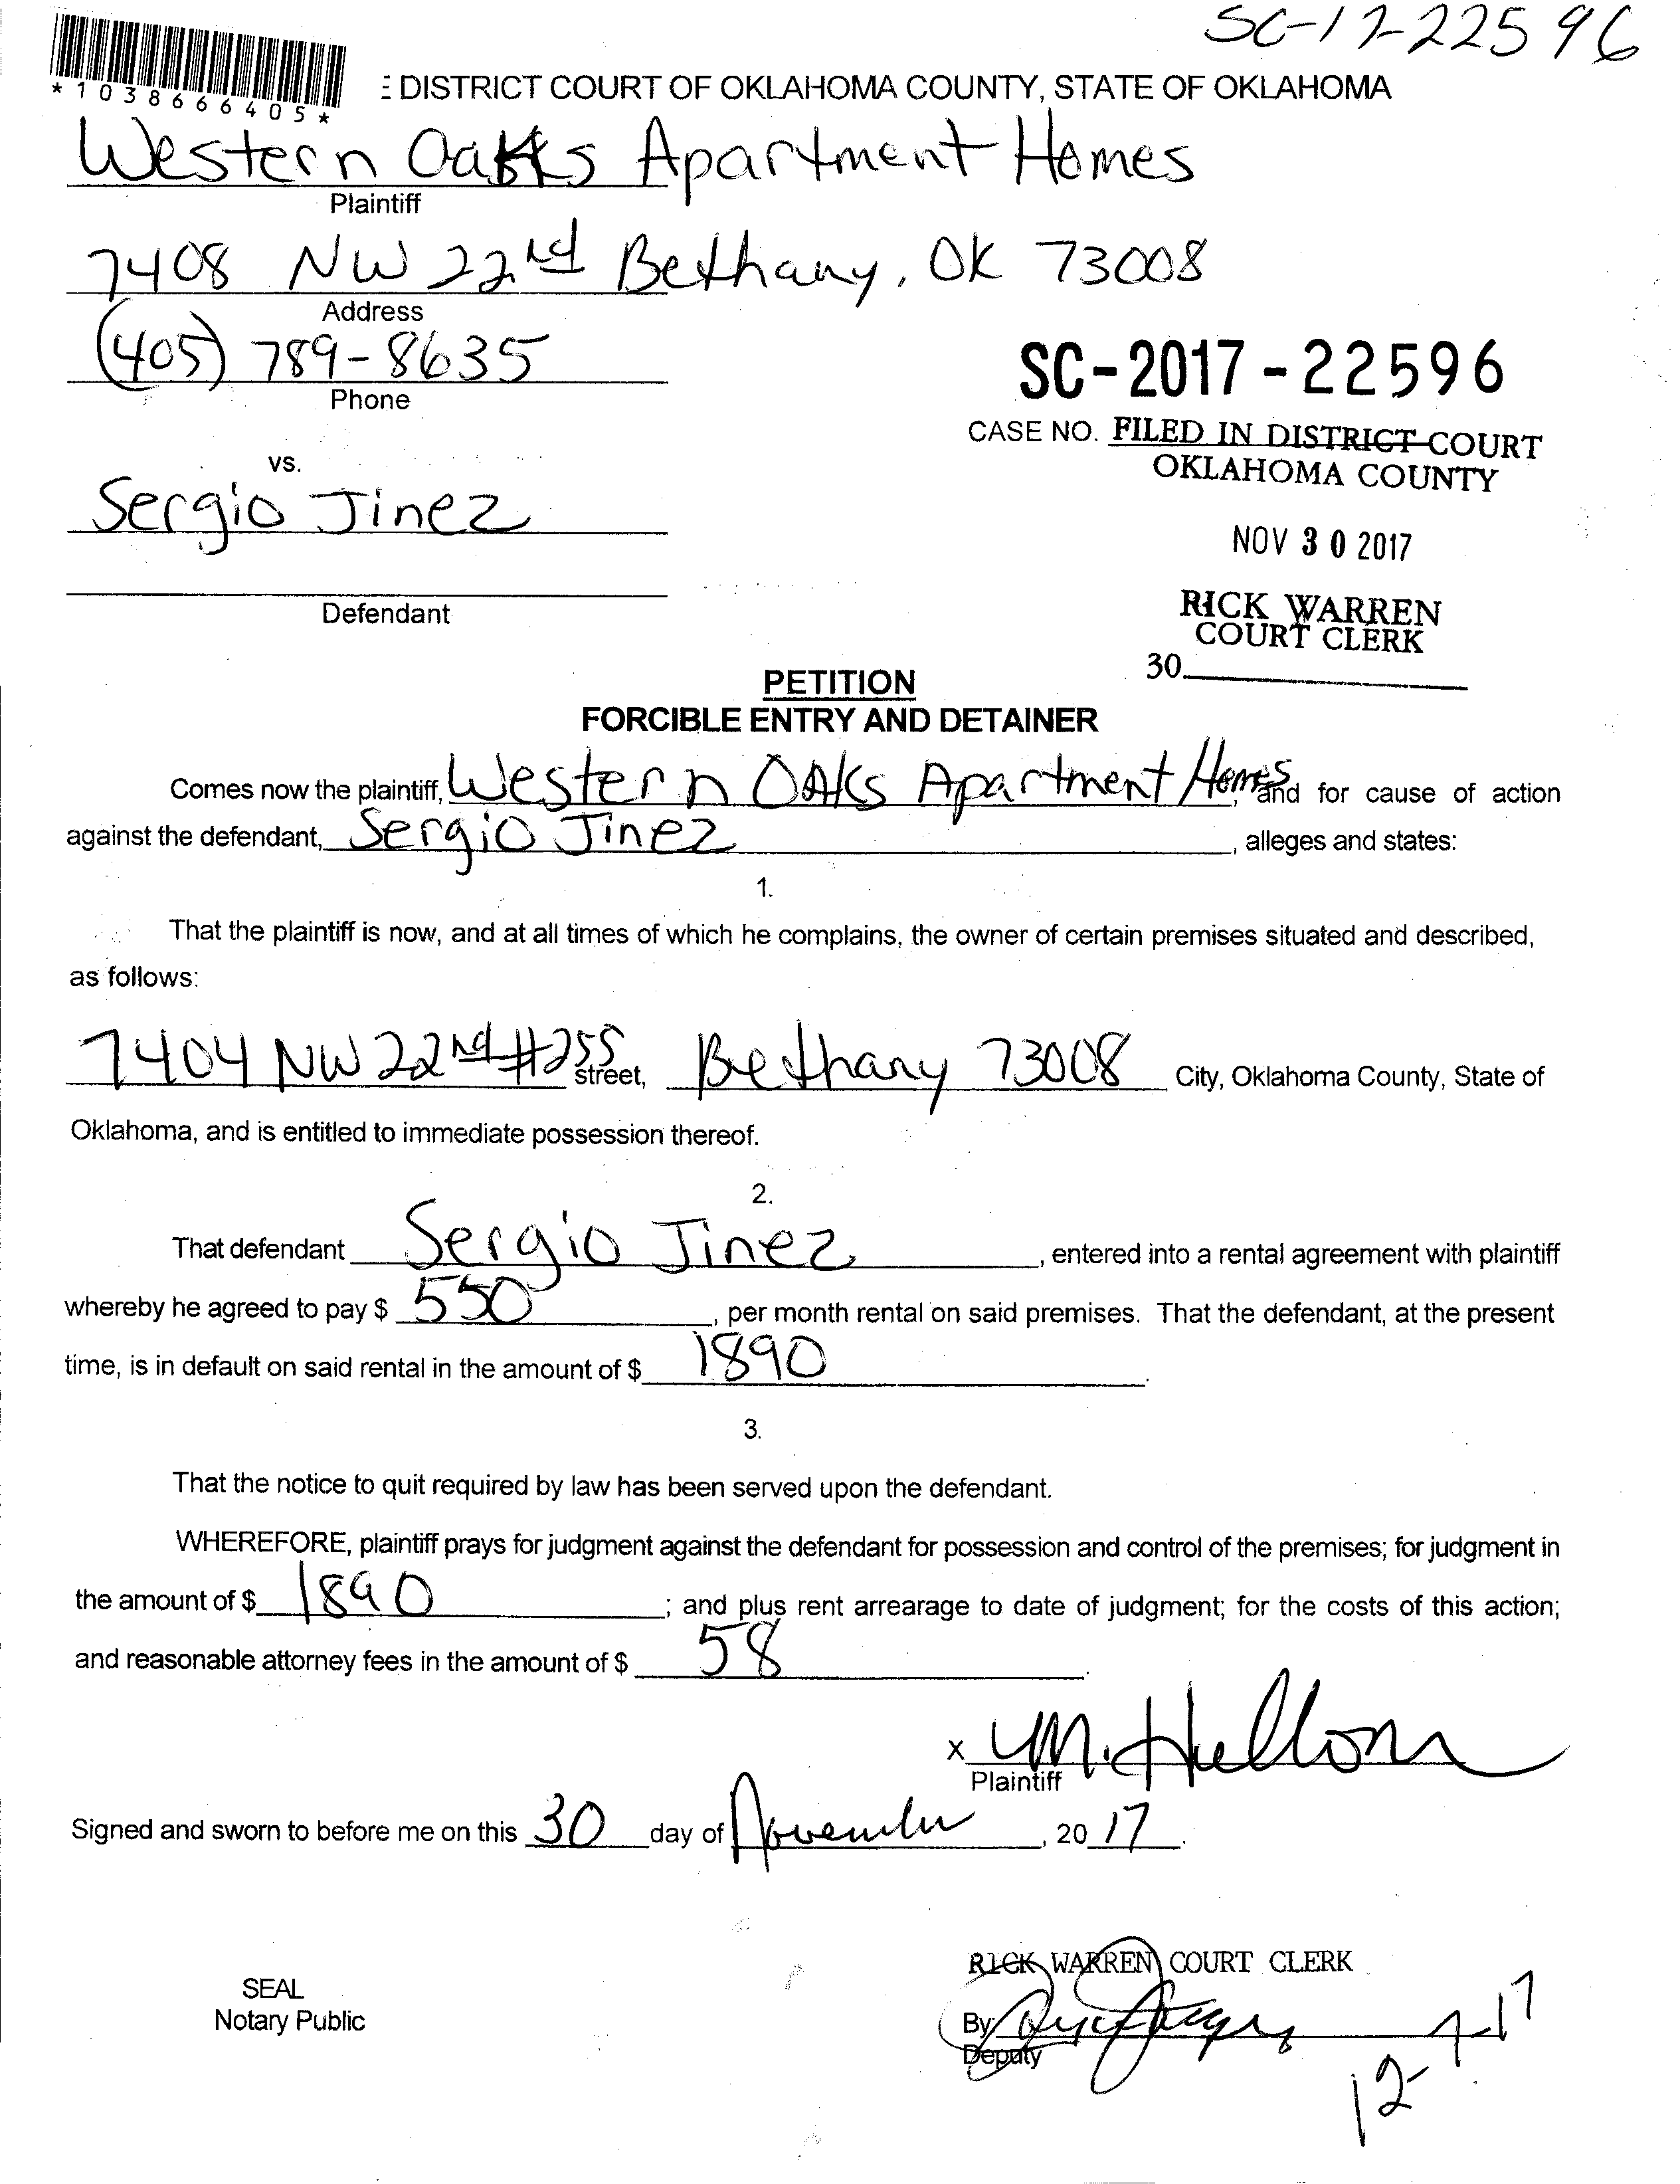 SC-17-22596
*1038666405*
E DISTRICT COURT OF OKLAHOMA COUNTY, STATE OF OKLAHOMA
Western Oaks Apartment Homes
Plaintiff
7408 NW 22nd Bethany, OK 73008
Address
(405) 789-8635
Phone
SC-2017-22596
CASE NO. FILED IN DISTRICT COURT
OKLAHOMA COUNTY
vs.
Sergio Jinez
NOV 30 2017
Defendant
RICK WARREN
COURT CLERK
30
PETITION
FORCIBLE ENTRY AND DETAINER
Comes now the plaintiff, Western OAks Apartment Homes, and for cause of action
against the defendant, Sergio Jinez, alleges and states:
1.
That the plaintiff is now, and at all times of which he complains, the owner of certain premises situated and described,
as follows:
7404 NW 22nd #255 street, Bethany 73008 City, Oklahoma County, State of
Oklahoma, and is entitled to immediate possession thereof.
2.
That defendant Sergio Jinez, entered into a rental agreement with plaintiff
whereby he agreed to pay $ 550, per month rental on said premises. That the defendant, at the present
time, is in default on said rental in the amount of $ 1890.
3.
That the notice to quit required by law has been served upon the defendant.
WHEREFORE, plaintiff prays for judgment against the defendant for possession and control of the premises; for judgment in
the amount of $ 1890; and plus rent arrearage to date of judgment; for the costs of this action;
and reasonable attorney fees in the amount of $ 58.
x M. Hellom
Plaintiff
Signed and sworn to before me on this 30 day of November, 2017.
RICK WARREN COURT CLERK
SEAL
Notary Public
By
Deputy
12-7-17